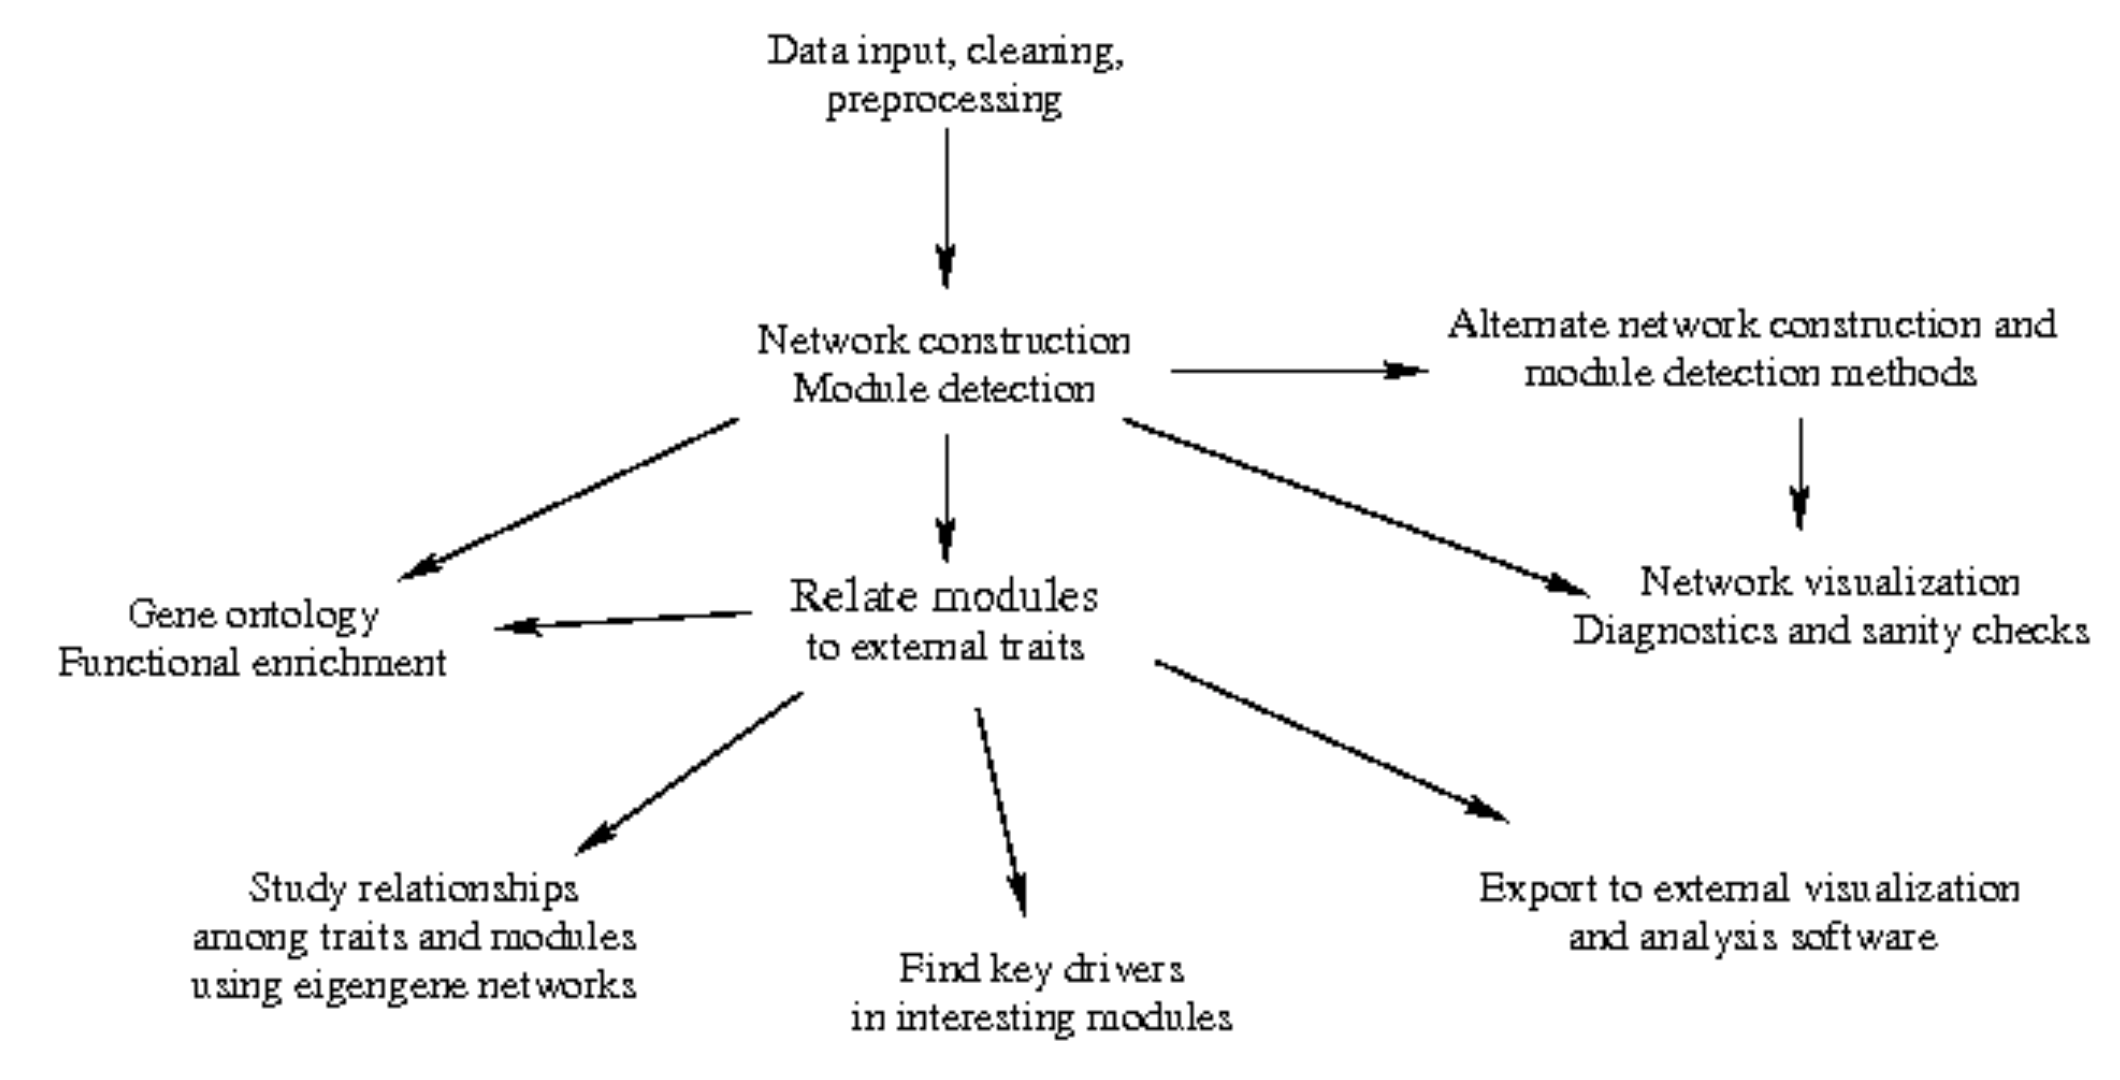 Data input, cleaning,
preprocessing
Network construction
Module detection
Alternate network construction and
module detection methods
Gene ontology
Functional enrichment
Relate modules
to external traits
Network visualization
Diagnostics and sanity checks
Study relationships
among traits and modules
using eigengene networks
Find key drivers
in interesting modules
Export to external visualization
and analysis software